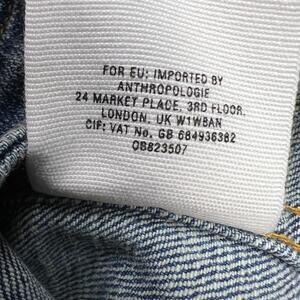 FOR EU: IMPORTED BY
ANTHROPOLOGIE
24 MARKET PLACE, 3RD FLOOR,
LONDON, UK W1W8AN
CIF: VAT No. GB 684936382
OB823507